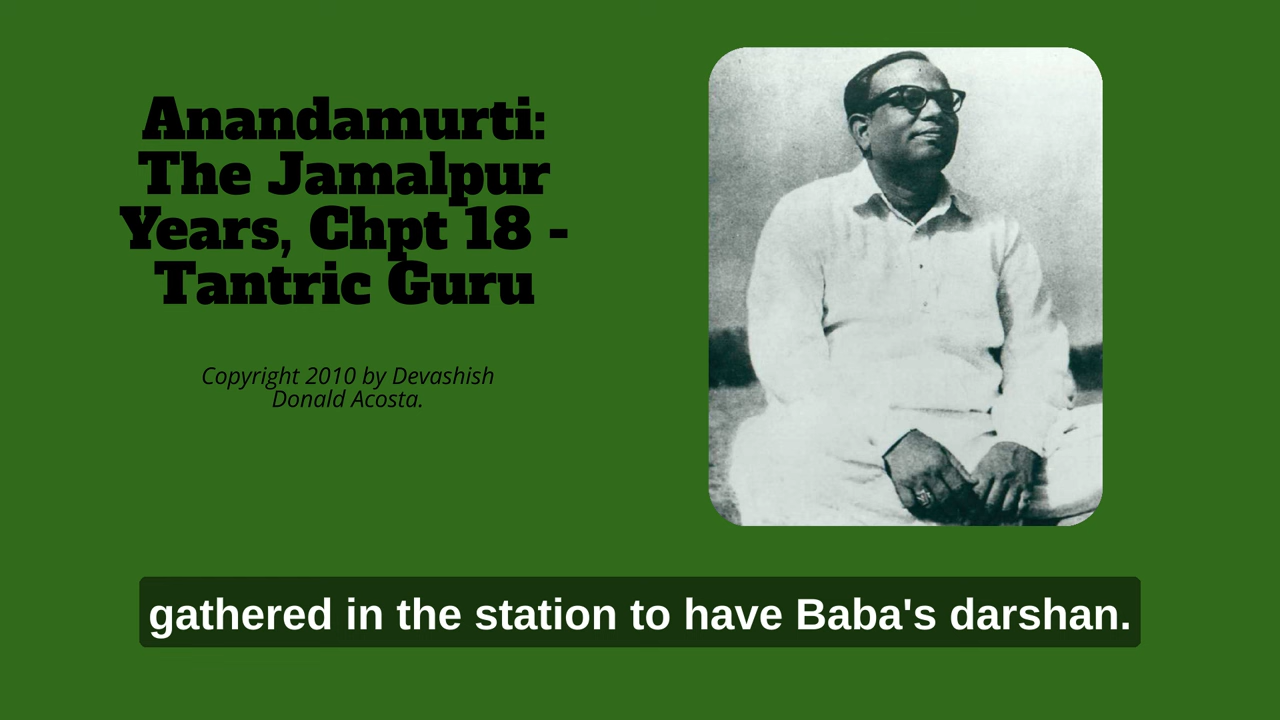 Anandamurti:
The Jamalpur
Years, Chpt 18 -
Tantric Guru
Copyright 2010 by Devashish
Donald Acosta.
gathered in the station to have Baba's darshan.